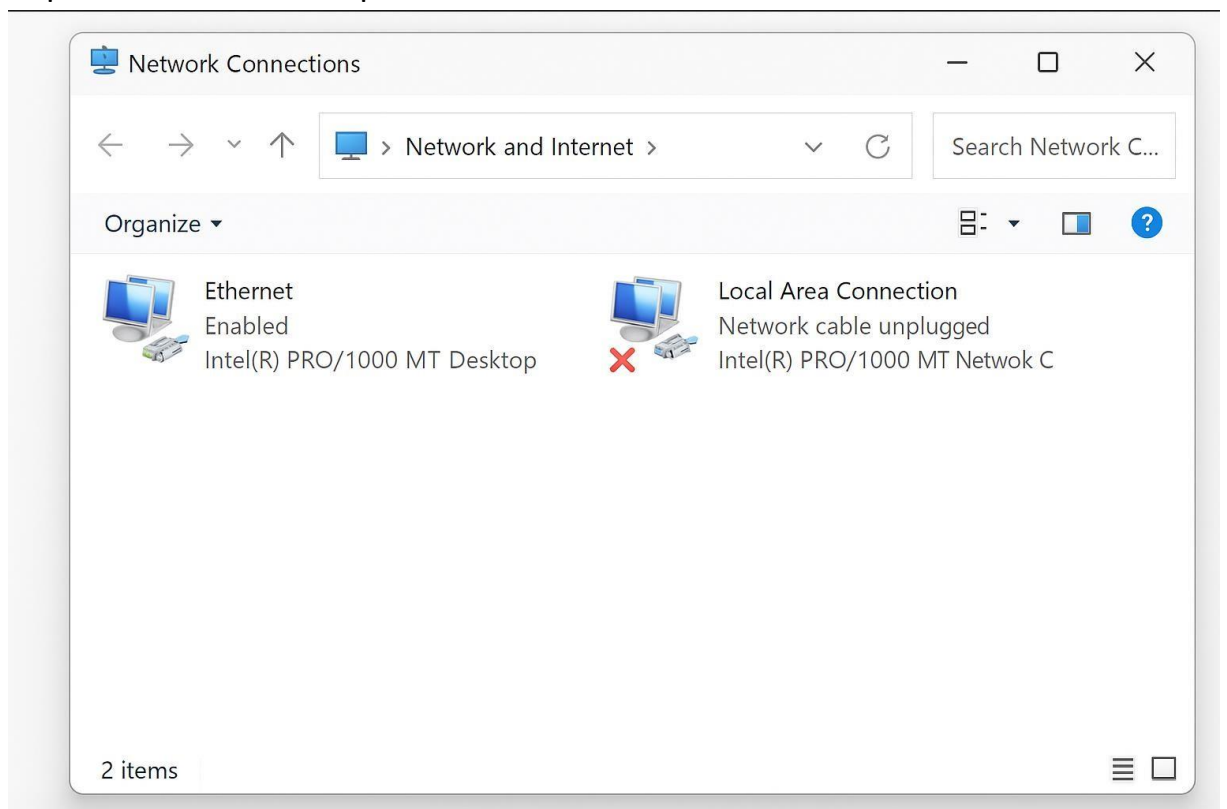 Network Connections
> Network and Internet >
Search Network C...
Organize
?
Ethernet
Enabled
Intel(R) PRO/1000 MT Desktop
Local Area Connection
Network cable unplugged
Intel(R) PRO/1000 MT Netwok C
2 items